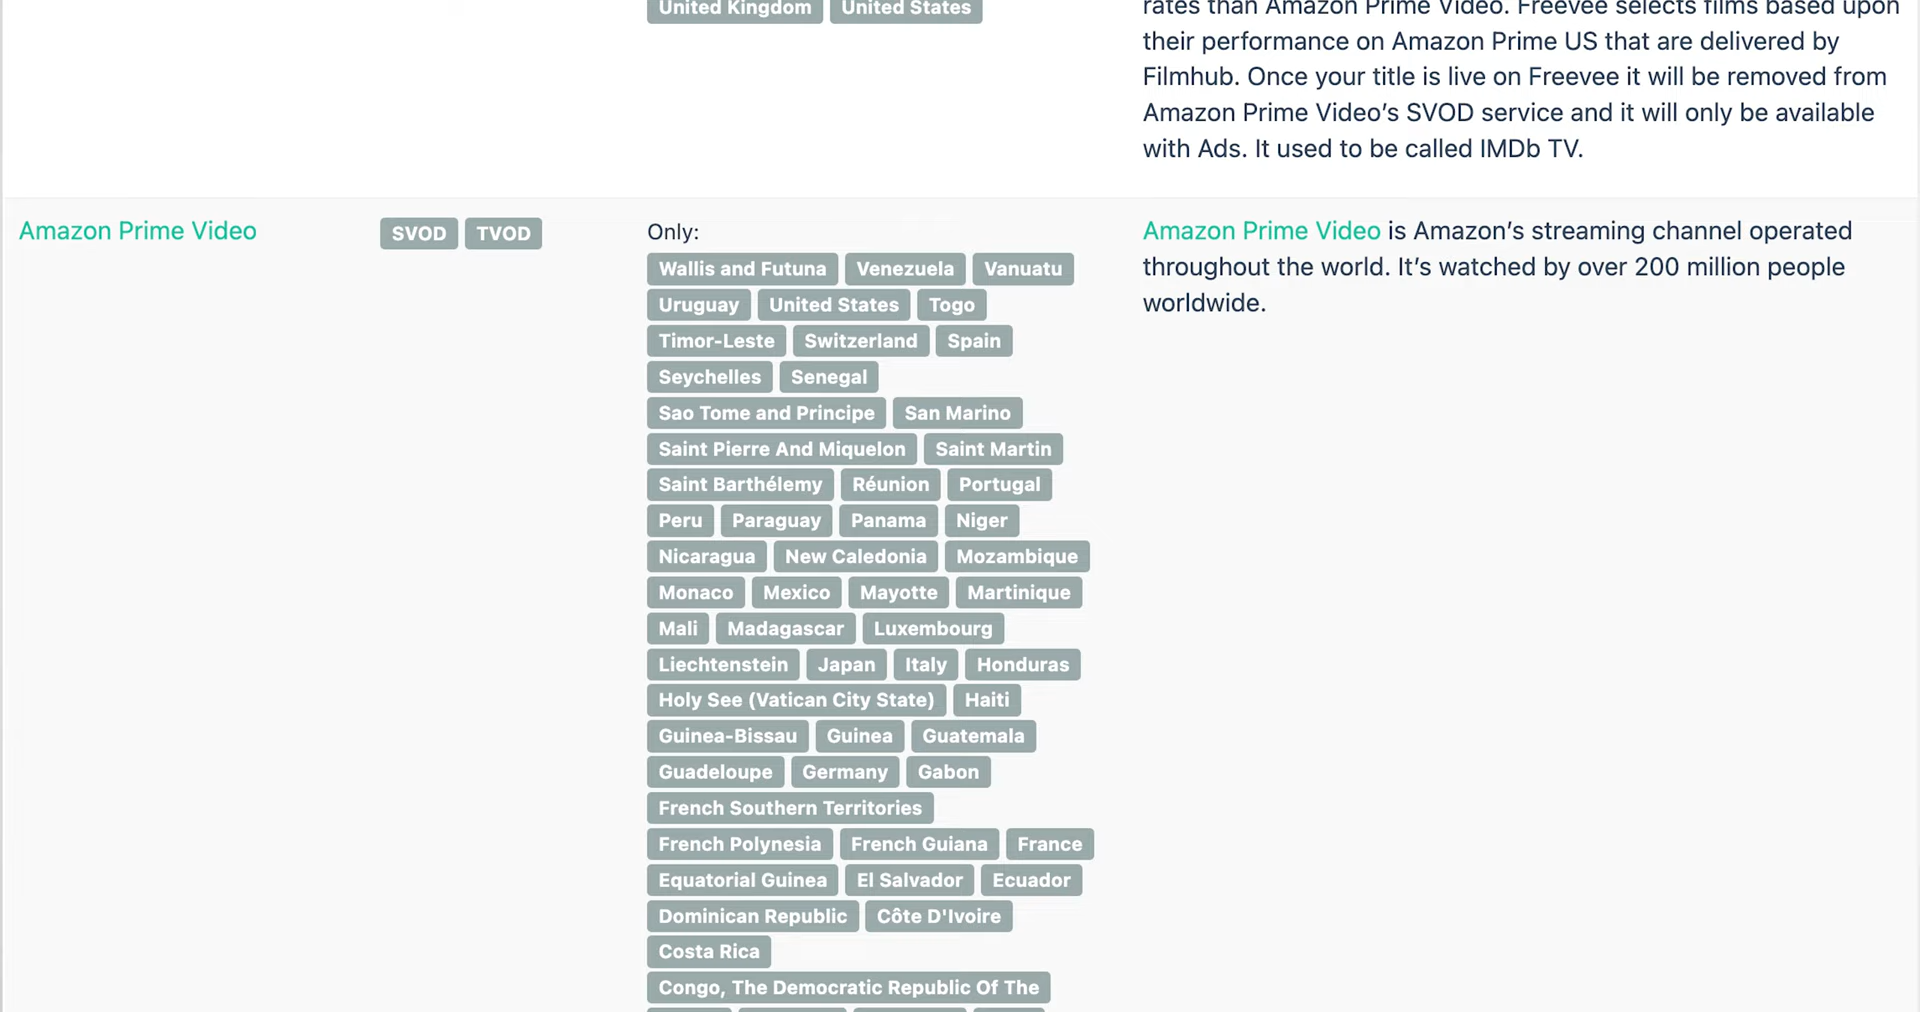 United Kingdom United States
rates than Amazon Prime Video. Freevee selects films based upon
their performance on Amazon Prime US that are delivered by
Filmhub. Once your title is live on Freevee it will be removed from
Amazon Prime Video’s SVOD service and it will only be available
with Ads. It used to be called IMDb TV.
Amazon Prime Video
SVOD TVOD
Only:
Wallis and Futuna Venezuela Vanuatu
Uruguay United States Togo
Timor-Leste Switzerland Spain
Seychelles Senegal
Sao Tome and Principe San Marino
Saint Pierre And Miquelon Saint Martin
Saint Barthélemy Réunion Portugal
Peru Paraguay Panama Niger
Nicaragua New Caledonia Mozambique
Monaco Mexico Mayotte Martinique
Mali Madagascar Luxembourg
Liechtenstein Japan Italy Honduras
Holy See (Vatican City State) Haiti
Guinea-Bissau Guinea Guatemala
Guadeloupe Germany Gabon
French Southern Territories
French Polynesia French Guiana France
Equatorial Guinea El Salvador Ecuador
Dominican Republic Côte D'Ivoire
Costa Rica
Congo, The Democratic Republic Of The
Amazon Prime Video is Amazon’s streaming channel operated
throughout the world. It’s watched by over 200 million people
worldwide.